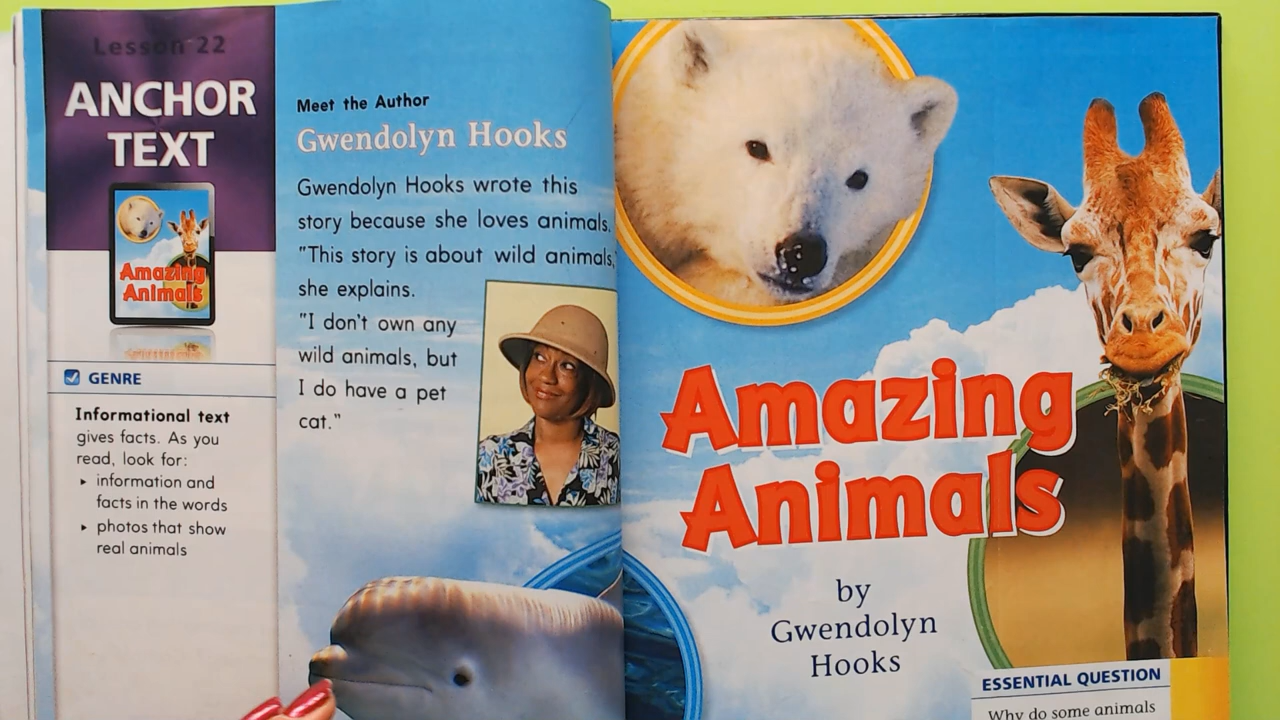 Lesson 22
ANCHOR
TEXT
Amazing
Animals
GENRE
Informational text
gives facts. As you
read, look for:
▸ information and
facts in the words
▸ photos that show
real animals
Meet the Author
Gwendolyn Hooks
Gwendolyn Hooks wrote this
story because she loves animals.
"This story is about wild animals,"
she explains.
"I don't own any
wild animals, but
I do have a pet
cat."
Amazing
Animals
by
Gwendolyn
Hooks
ESSENTIAL QUESTION
Why do some animals